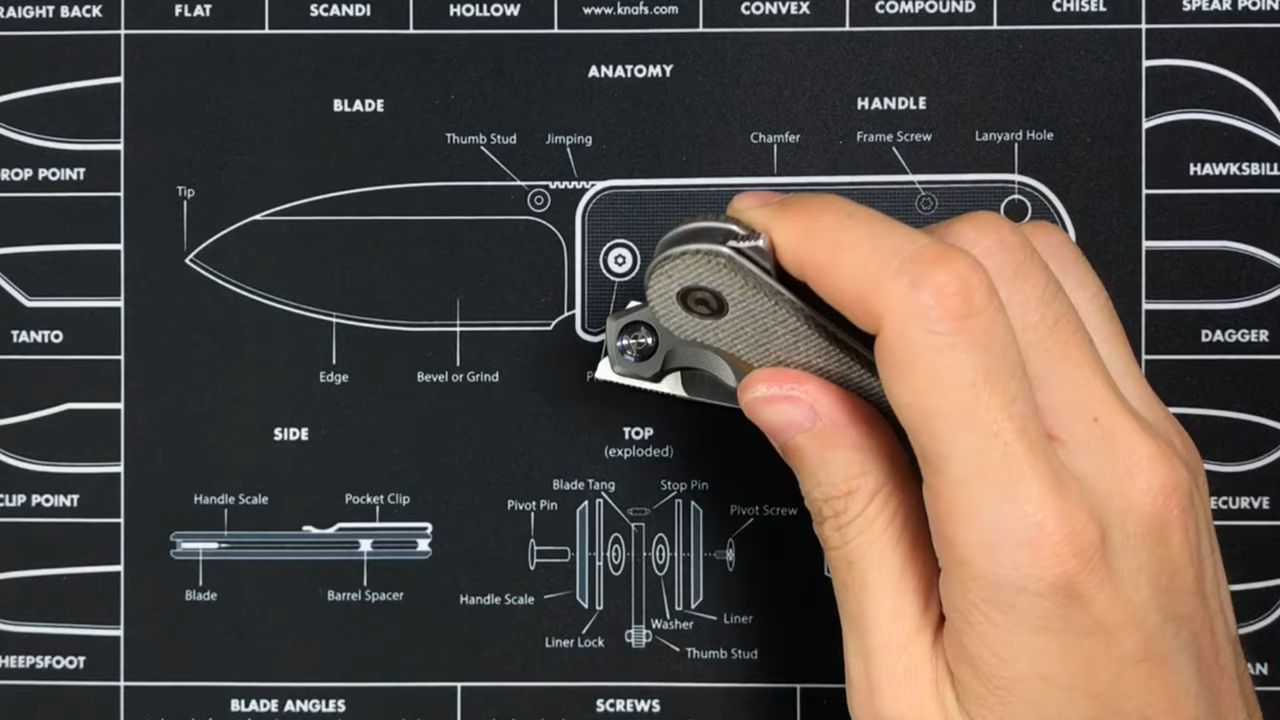 RAIGHT BACK
FLAT
SCANDI
HOLLOW
www.knafs.com
CONVEX
COMPOUND
CHISEL
SPEAR POIN
ANATOMY
BLADE
HANDLE
Thumb Stud
Jimping
Chamfer
Frame Screw
Lanyard Hole
Tip
ROP POINT
HAWKSBILL
TANTO
DAGGER
Edge
Bevel or Grind
SIDE
TOP
(exploded)
CLIP POINT
ECURVE
Handle Scale
Pocket Clip
Blade Tang
Stop Pin
Pivot Pin
Pivot Screw
Blade
Barrel Spacer
Handle Scale
Washer
Liner
Liner Lock
Thumb Stud
HEEPSFOOT
AN
BLADE ANGLES
SCREWS